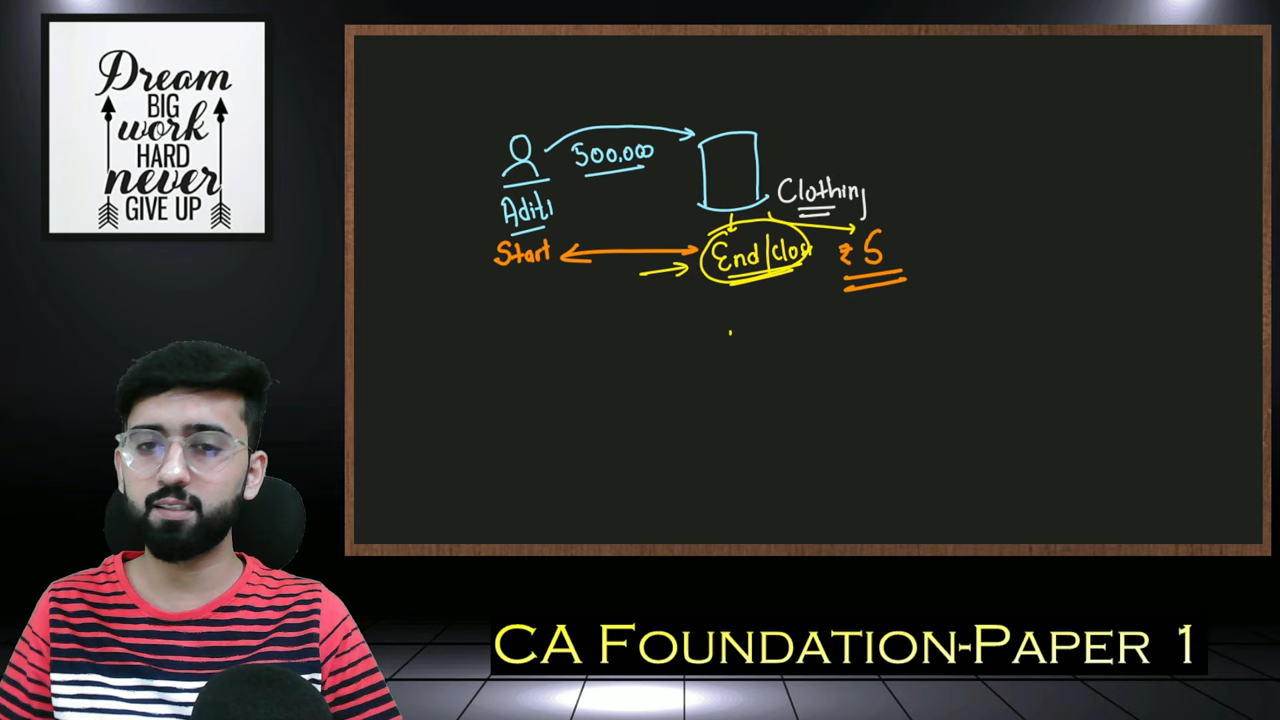 Dream
BIG
work
HARD
never
GIVE UP
500,000
Aditi
Clothing
Start
End/Close
₹ 5
CA FOUNDATION-PAPER 1